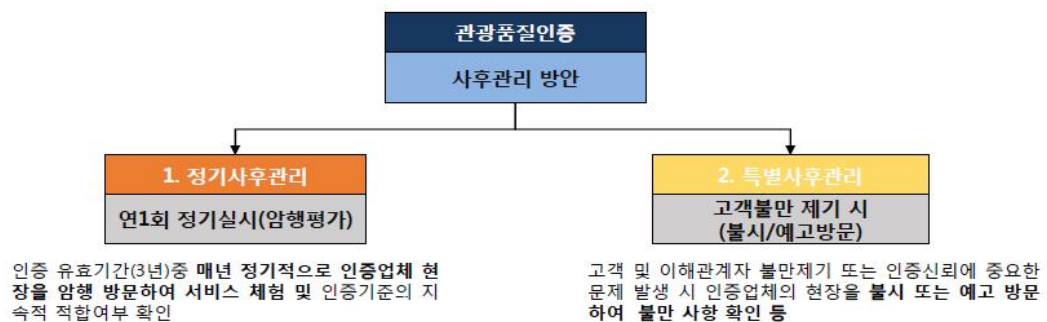 관광품질인증
사후관리 방안
1. 정기사후관리
연1회 정기실시(암행평가)
2. 특별사후관리
고객불만 제기 시
(불시/예고방문)
인증 유효기간(3년)중 매년 정기적으로 인증업체 현
장을 암행 방문하여 서비스 체험 및 인증기준의 지
속적 적합여부 확인
고객 및 이해관계자 불만제기 또는 인증신뢰에 중요한
문제 발생 시 인증업체의 현장을 불시 또는 예고 방문
하여 불만 사항 확인 등